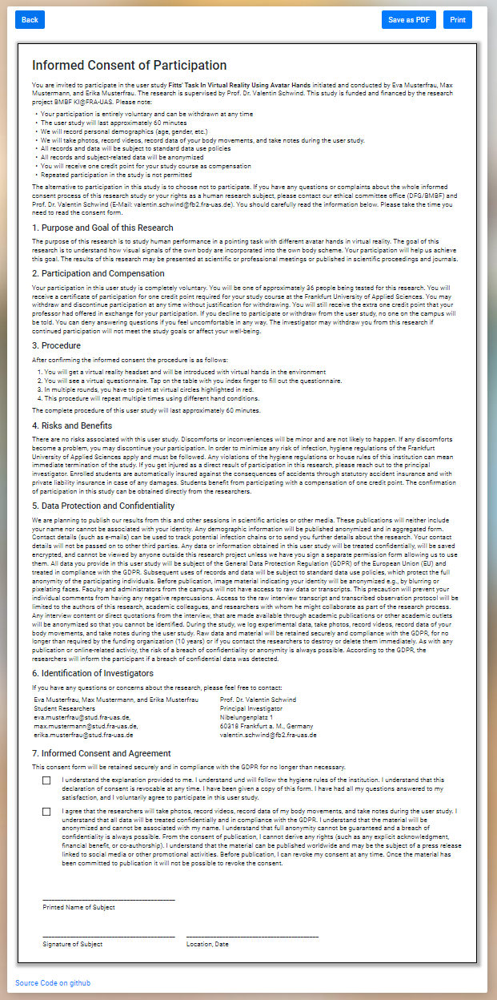 Back
Save as PDF
Print
Informed Consent of Participation
You are invited to participate in the user study Fitts' Task In Virtual Reality Using Avatar Hands initiated and conducted by Eva Musterfrau, Max
Mustermann, and Erika Musterfrau. The research is supervised by Prof. Dr. Valentin Schwind. This study is funded and financed by the research
project BMBF KI@FRA-UAS. Please note:
• Your participation is entirely voluntary and can be withdrawn at any time
• The user study will last approximately 60 minutes
• We will record personal demographics (age, gender, etc.)
• We will take photos, record videos, record data of your body movements, and take notes during the user study.
• All records and data will be subject to standard data use policies
• All records and subject-related data will be anonymized
• You will receive one credit point for your study course as compensation
• Repeated participation in the study is not permitted
The alternative to participation in this study is to choose not to participate. If you have any questions or complaints about the whole informed
consent process of this research study or your rights as a human research subject, please contact our ethical committee office (DFG/BMBF) and
Prof. Dr. Valentin Schwind (E-Mail: valentin.schwind@fb2.fra-uas.de). You should carefully read the information below. Please take the time you
need to read the consent form.
1. Purpose and Goal of this Research
The purpose of this research is to study human performance in a pointing task with different avatar hands in virtual reality. The goal of this
research is to understand how visual signals of the own body are incorporated into the own body scheme. Your participation will help us achieve
this goal. The results of this research may be presented at scientific or professional meetings or published in scientific proceedings and journals.
2. Participation and Compensation
Your participation in this user study is completely voluntary. You will be one of approximately 36 people being tested for this research. You will
receive a certificate of participation for one credit point required for your study course at the Frankfurt University of Applied Sciences. You may
withdraw and discontinue participation at any time without justification for withdrawing. You will still receive the extra one credit point that your
professor had offered in exchange for your participation. If you decline to participate or withdraw from the user study, no one on the campus will
be told. You can deny answering questions if you feel uncomfortable in any way. The investigator may withdraw you from this research if
continued participation will not meet the study goals or affect your well-being.
3. Procedure
After confirming the informed consent the procedure is as follows:
1. You will get a virtual reality headset and will be introduced with virtual hands in the environment
2. You will see a virtual questionnaire. Tap on the table with you index finger to fill out the questionnaire.
3. In multiple rounds, you have to point at virtual circles highlighted in red.
4. This procedure will repeat multiple times using different hand conditions.
The complete procedure of this user study will last approximately 60 minutes.
4. Risks and Benefits
There are no risks associated with this user study. Discomforts or inconveniences will be minor and are not likely to happen. If any discomforts
become a problem, you may discontinue your participation. In order to minimize any risk of infection, hygiene regulations of the Frankfurt
University of Applied Sciences apply and must be followed. Any violations of the hygiene regulations or house rules of this institution can mean
immediate termination of the study. If you get injured as a direct result of participation in this research, please reach out to the principal
investigator. Enrolled students are automatically insured against the consequences of accidents through statutory accident insurance and with
private liability insurance in case of any damages. Students benefit from participating with a compensation of one credit point. The confirmation
of participation in this study can be obtained directly from the researchers.
5. Data Protection and Confidentiality
We are planning to publish our results from this and other sessions in scientific articles or other media. These publications will neither include
your name nor cannot be associated with your identity. Any demographic information will be published anonymized and in aggregated form.
Contact details (such as e-mails) can be used to track potential infection chains or to send you further details about the research. Your contact
details will not be passed on to other third parties. Any data or information obtained in this user study will be treated confidentially, will be saved
encrypted, and cannot be viewed by anyone outside this research project unless we have you sign a separate permission form allowing us to use
them. All data you provide in this user study will be subject of the General Data Protection Regulation (GDPR) of the European Union (EU) and
treated in compliance with the GDPR. Subsequent uses of records and data will be subject to standard data use policies, which protect the full
anonymity of the participating individuals. Before publication, image material indicating your identity will be anonymized e.g., by blurring or
pixelating faces. Faculty and administrators from the campus will not have access to raw data or transcripts. This precaution will prevent your
individual comments from having any negative repercussions. Access to the raw interview transcript and transcribed observation protocol will be
limited to the authors of this research, academic colleagues, and researchers with whom he might collaborate as part of the research process.
Any interview content or direct quotations from the interview, that are made available through academic publications or other academic outlets
will be anonymized so that you cannot be identified. During the study, we log experimental data, take photos, record videos, record data of your
body movements, and take notes during the user study. Raw data and material will be retained securely and compliance with the GDPR, for no
longer than required by the funding organization (10 years) or if you contact the researchers to destroy or delete them immediately. As with any
publication or online-related activity, the risk of a breach of confidentiality or anonymity is always possible. According to the GDPR, the
researchers will inform the participant if a breach of confidential data was detected.
6. Identification of Investigators
If you have any questions or concerns about the research, please feel free to contact:
Eva Musterfrau, Max Mustermann, and Erika Musterfrau
Student Researchers
eva.musterfrau@stud.fra-uas.de,
max.mustermann@stud.fra-uas.de,
erika.musterfrau@stud.fra-uas.de
Prof. Dr. Valentin Schwind
Principal Investigator
Nibelungenplatz 1
60318 Frankfurt a. M., Germany
valentin.schwind@fb2.fra-uas.de
7. Informed Consent and Agreement
This consent form will be retained securely and in compliance with the GDPR for no longer than necessary.
I understand the explanation provided to me. I understand und will follow the hygiene rules of the institution. I understand that this
declaration of consent is revocable at any time. I have been given a copy of this form. I have had all my questions answered to my
satisfaction, and I voluntarily agree to participate in this user study.
I agree that the researchers will take photos, record videos, record data of my body movements, and take notes during the user study. I
understand that all data will be treated confidentially and in compliance with the GDPR. I understand that the material will be
anonymized and cannot be associated with my name. I understand that full anonymity cannot be guaranteed and a breach of
confidentiality is always possible. From the consent of publication, I cannot derive any rights (such as any explicit acknowledgment,
financial benefit, or co-authorship). I understand that the material can be published worldwide and may be the subject of a press release
linked to social media or other promotional activities. Before publication, I can revoke my consent at any time. Once the material has
been committed to publication it will not be possible to revoke the consent.
Printed Name of Subject
Signature of Subject
Location, Date
Source Code on github